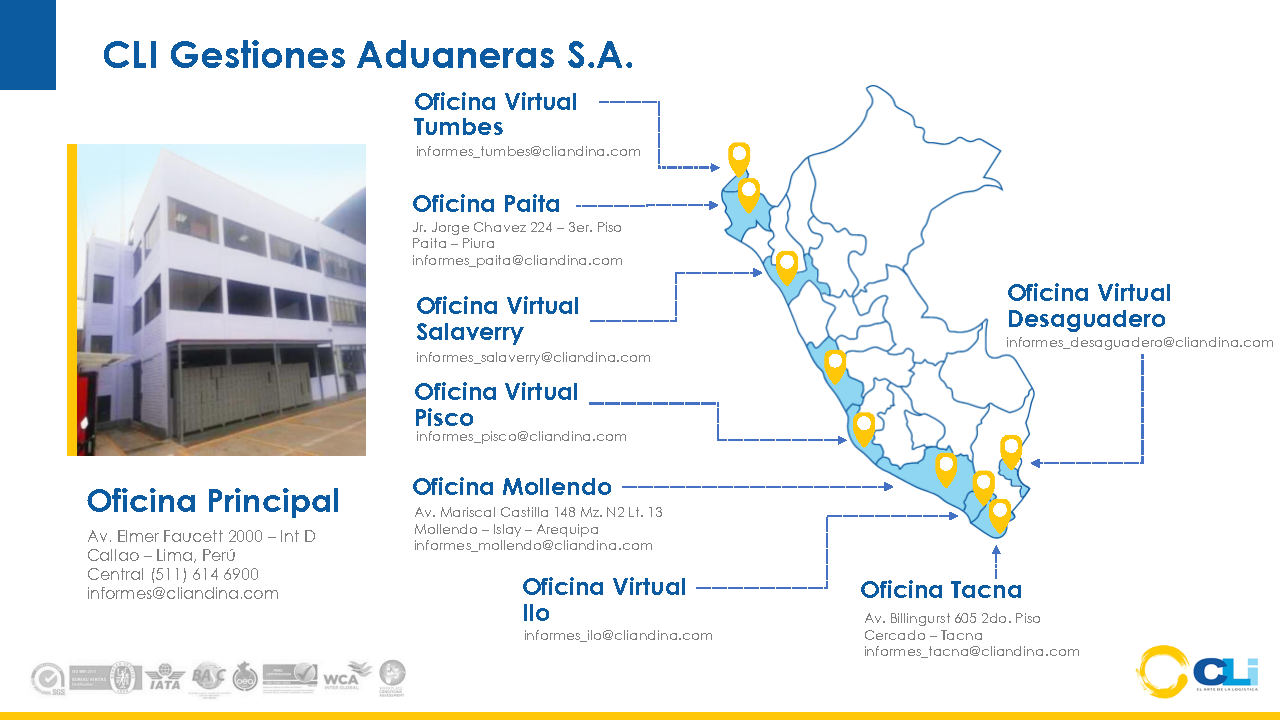 CLI Gestiones Aduaneras S.A.
Oficina Virtual
Tumbes
informes_tumbes@cliandina.com
Oficina Paita
Jr. Jorge Chavez 224 – 3er. Piso
Paita – Piura
informes_paita@cliandina.com
Oficina Virtual
Salaverry
informes_salaverry@cliandina.com
Oficina Virtual
Desaguadero
informes_desaguadero@cliandina.com
Oficina Virtual
Pisco
informes_pisco@cliandina.com
Oficina Mollendo
Av. Mariscal Castilla 148 Mz. N2 Lt. 13
Mollendo – Islay – Arequipa
informes_mollendo@cliandina.com
Oficina Principal
Av. Elmer Faucett 2000 – Int D
Callao – Lima, Perú
Central (511) 614 6900
informes@cliandina.com
Oficina Virtual
Ilo
informes_ilo@cliandina.com
Oficina Tacna
Av. Billingurst 605 2do. Piso
Cercado – Tacna
informes_tacna@cliandina.com
SGS
BUREAU VERITAS
IATA
BASC
oea
WCA
INTER GLOBAL
CLi
EL ARTE DE LA LOGÍSTICA